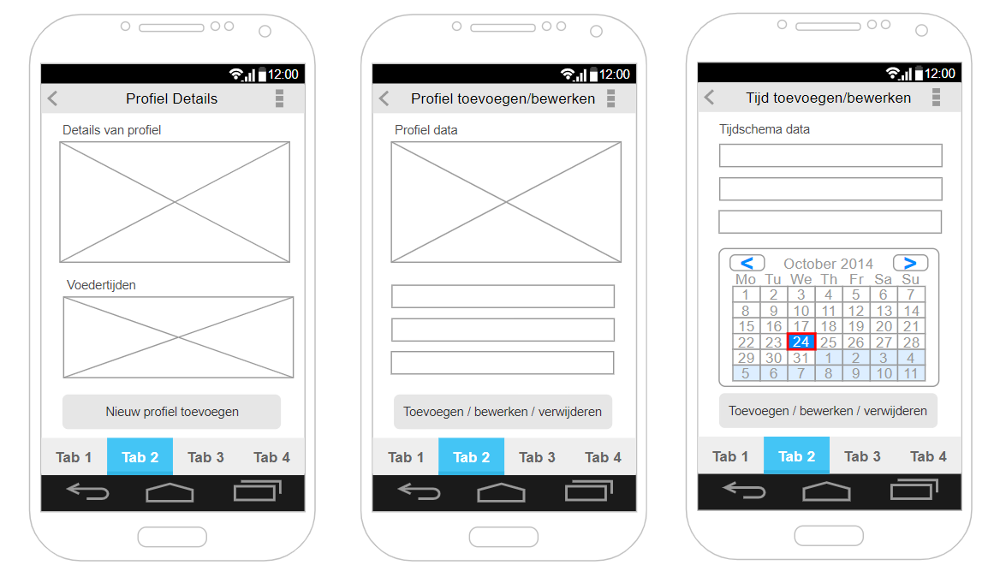 12:00
Profiel Details
Details van profiel
Voedertijden
Nieuw profiel toevoegen
Tab 1 Tab 2 Tab 3 Tab 4
12:00
Profiel toevoegen/bewerken
Profiel data
Toevoegen / bewerken / verwijderen
Tab 1 Tab 2 Tab 3 Tab 4
12:00
Tijd toevoegen/bewerken
Tijdschema data
< October 2014 >
Mo Tu We Th Fr Sa Su
1 2 3 4 5 6 7
8 9 10 11 12 13 14
15 16 17 18 19 20 21
22 23 24 25 26 27 28
29 30 31 1 2 3 4
5 6 7 8 9 10 11
Toevoegen / bewerken / verwijderen
Tab 1 Tab 2 Tab 3 Tab 4